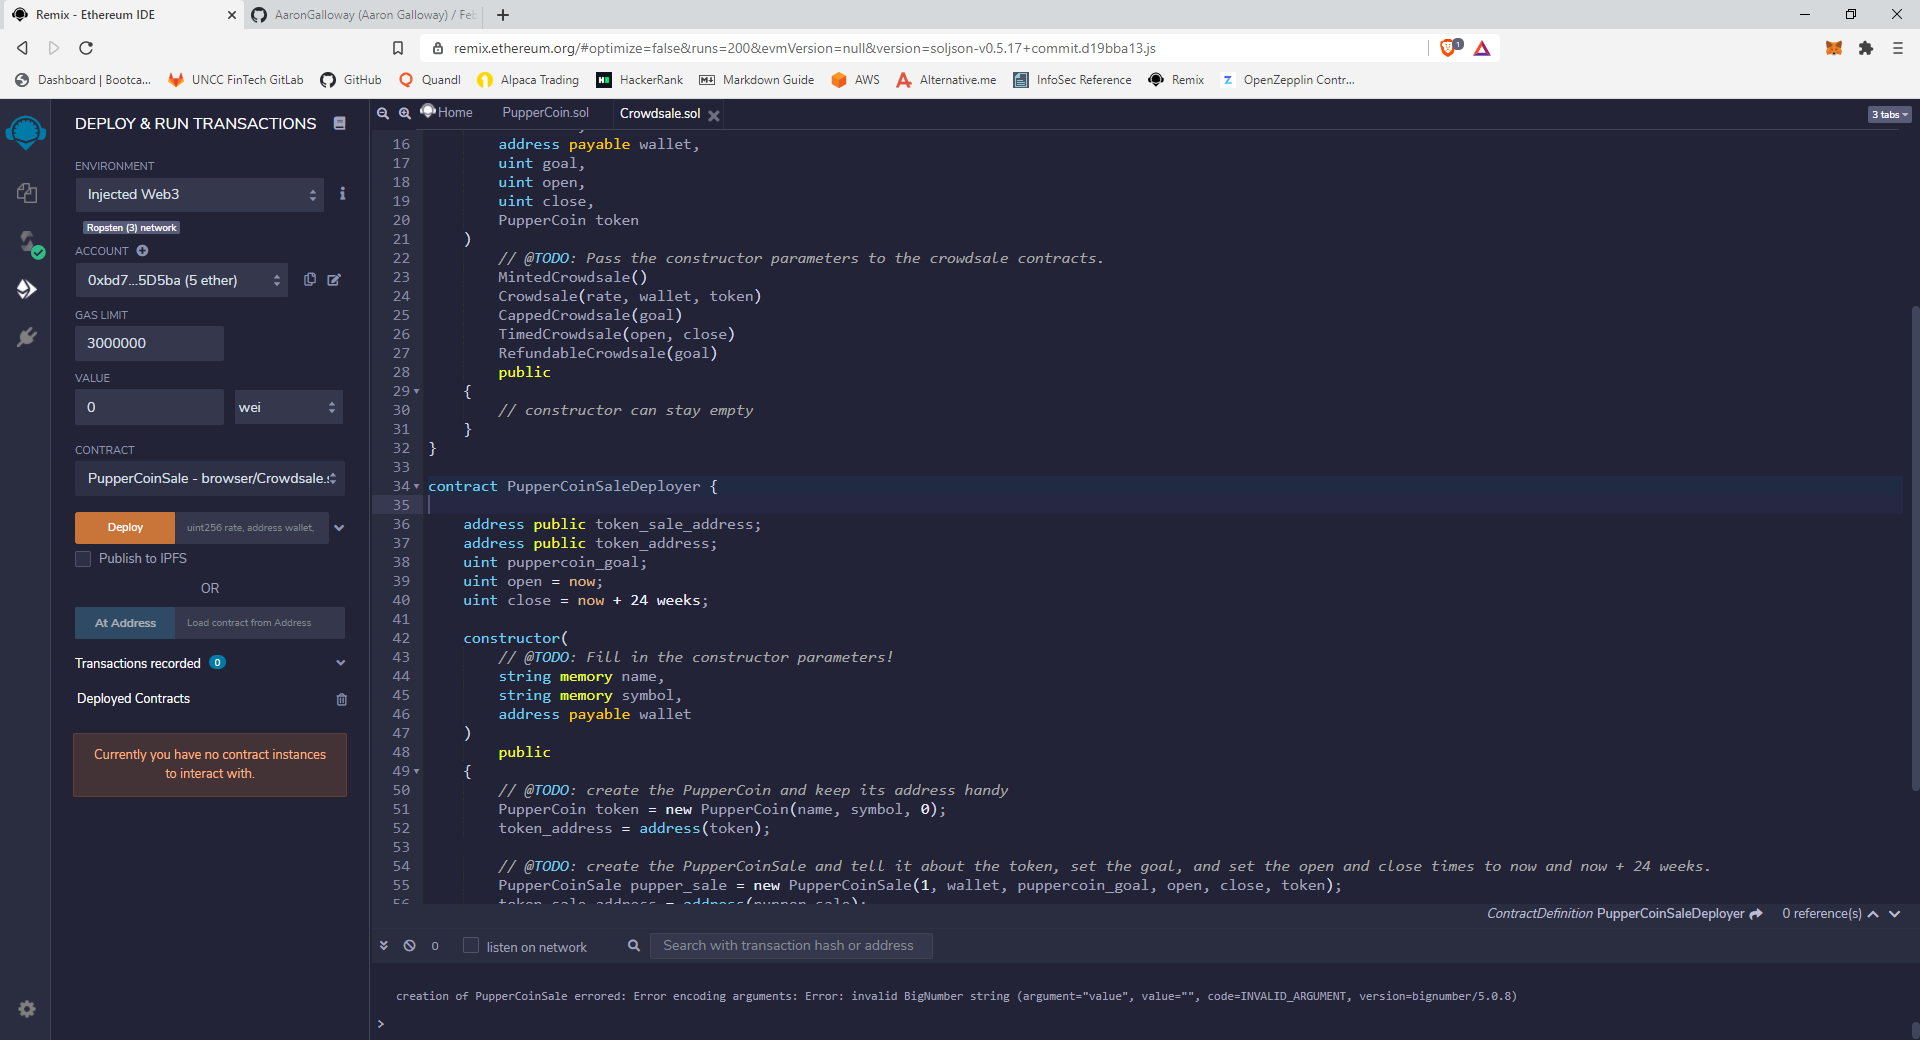 Remix - Ethereum IDE
AaronGalloway (Aaron Galloway) / Feb
remix.ethereum.org/#optimize=false&runs=200&evmVersion=null&version=soljson-v0.5.17+commit.d19bba13.js
1
Dashboard | Bootca...
UNCC FinTech GitLab
GitHub
Quandl
Alpaca Trading
HackerRank
Markdown Guide
AWS
Alternative.me
InfoSec Reference
Remix
OpenZepplin Contr...
DEPLOY & RUN TRANSACTIONS
ENVIRONMENT
Injected Web3
Ropsten (3) network
ACCOUNT
0xbd7...5D5ba (5 ether)
GAS LIMIT
3000000
VALUE
0
wei
CONTRACT
PupperCoinSale - browser/Crowdsale.s
Deploy
uint256 rate, address wallet,
Publish to IPFS
OR
At Address
Load contract from Address
Transactions recorded 0
Deployed Contracts
Currently you have no contract instances
to interact with.
Home
PupperCoin.sol
Crowdsale.sol
3 tabs
16 address payable wallet,
17 uint goal,
18 uint open,
19 uint close,
20 PupperCoin token
21 )
22 // @TODO: Pass the constructor parameters to the crowdsale contracts.
23 MintedCrowdsale()
24 Crowdsale(rate, wallet, token)
25 CappedCrowdsale(goal)
26 TimedCrowdsale(open, close)
27 RefundableCrowdsale(goal)
28 public
29 {
30 // constructor can stay empty
31 }
32 }
33
34 contract PupperCoinSaleDeployer {
35
36 address public token_sale_address;
37 address public token_address;
38 uint puppercoin_goal;
39 uint open = now;
40 uint close = now + 24 weeks;
41
42 constructor(
43 // @TODO: Fill in the constructor parameters!
44 string memory name,
45 string memory symbol,
46 address payable wallet
47 )
48 public
49 {
50 // @TODO: create the PupperCoin and keep its address handy
51 PupperCoin token = new PupperCoin(name, symbol, 0);
52 token_address = address(token);
53
54 // @TODO: create the PupperCoinSale and tell it about the token, set the goal, and set the open and close times to now and now + 24 weeks.
55 PupperCoinSale pupper_sale = new PupperCoinSale(1, wallet, puppercoin_goal, open, close, token);
56 token_sale_address = address(pupper_sale);
ContractDefinition PupperCoinSaleDeployer
0 reference(s)
0
listen on network
Search with transaction hash or address
creation of PupperCoinSale errored: Error encoding arguments: Error: invalid BigNumber string (argument="value", value="", code=INVALID_ARGUMENT, version=bignumber/5.0.8)
>